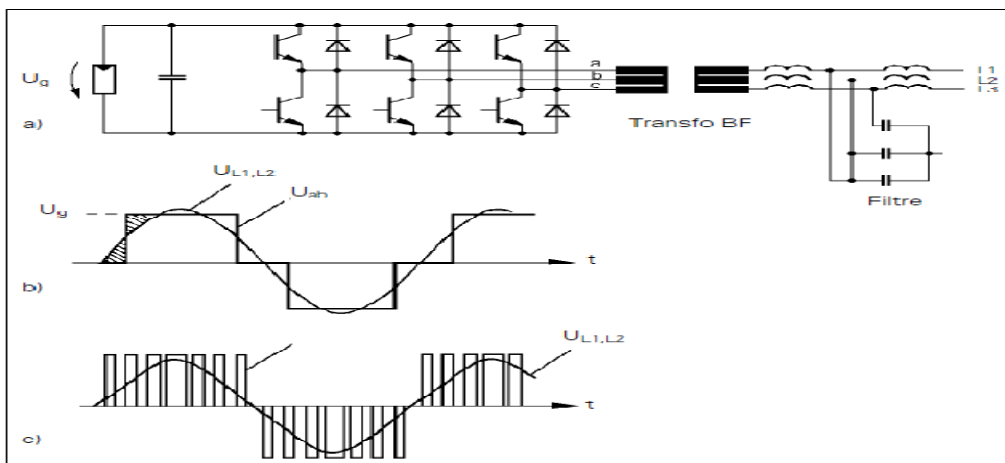 a
b
c
L1
L2
L3
Ug
a)
Transfo BF
Filtre
UL1,L2
Uab
Ug
t
b)
UL1,L2
t
c)